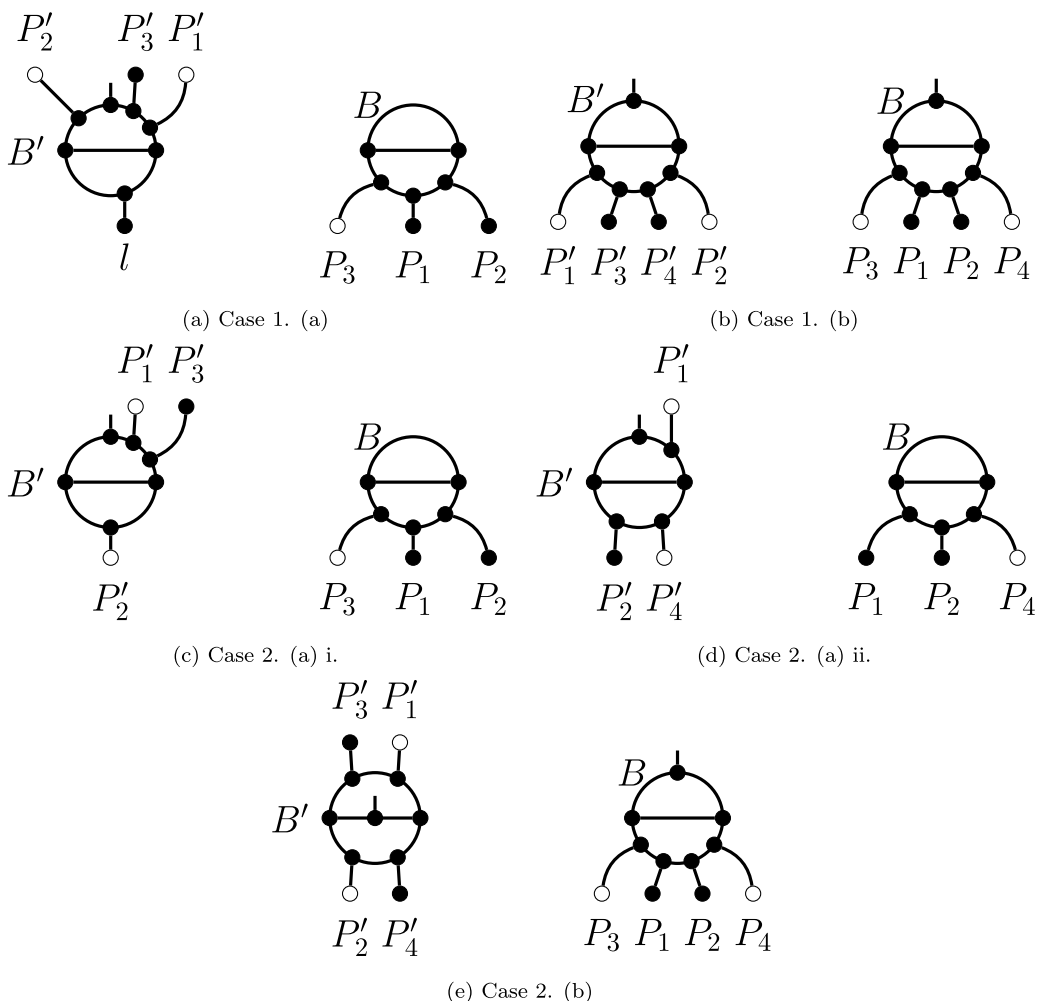 P′₂ P′₃ P′₁
B′ B B′ B
l P₃ P₁ P₂ P′₁ P′₃ P′₄ P′₂ P₃ P₁ P₂ P₄
(a) Case 1. (a) (b) Case 1. (b)
P′₁ P′₃ P′₁
B′ B B′ B
P′₂ P₃ P₁ P₂ P′₂ P′₄ P₁ P₂ P₄
(c) Case 2. (a) i. (d) Case 2. (a) ii.
P′₃ P′₁
B′ B
P′₂ P′₄ P₃ P₁ P₂ P₄
(e) Case 2. (b)